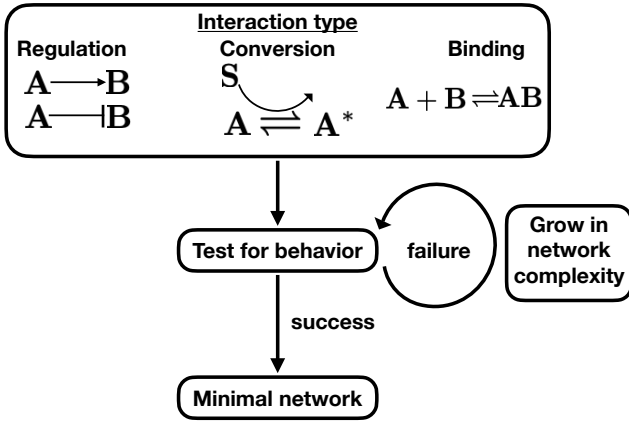 Interaction type
Regulation
Conversion
Binding
A → B
A ⊣ B
S
A ⇌ A*
A + B ⇌ AB
Test for behavior
failure
Grow in
network
complexity
success
Minimal network